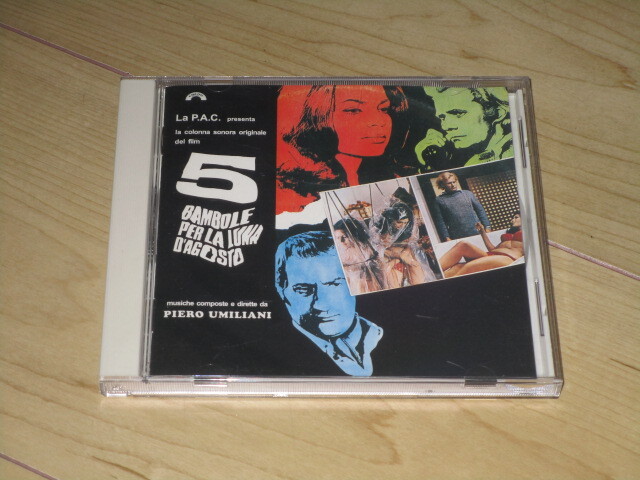 La P.A.C. presenta
la colonna sonora originale
del film
5
BAMBOLE
PER LA LUNA
D'AGOSTO
musiche composte e dirette da
PIERO UMILIANI